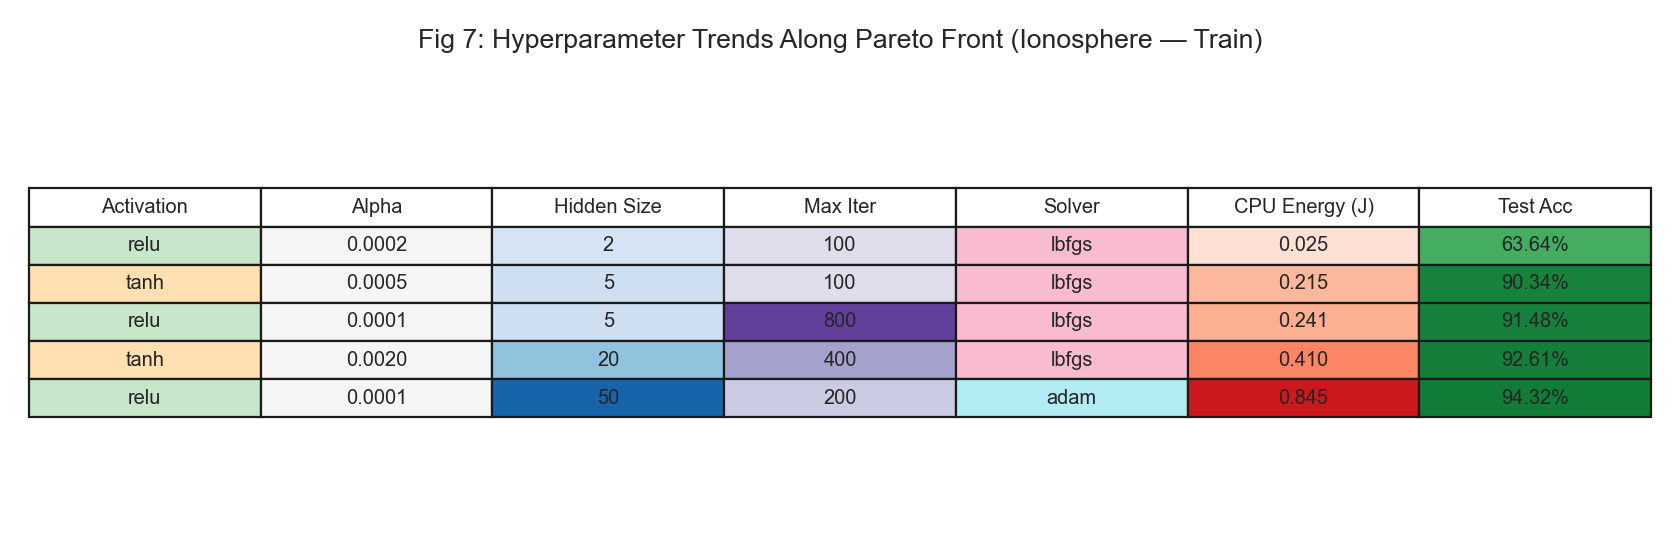 Fig 7: Hyperparameter Trends Along Pareto Front (Ionosphere — Train)
Activation Alpha Hidden Size Max Iter Solver CPU Energy (J) Test Acc
relu 0.0002 2 100 lbfgs 0.025 63.64%
tanh 0.0005 5 100 lbfgs 0.215 90.34%
relu 0.0001 5 800 lbfgs 0.241 91.48%
tanh 0.0020 20 400 lbfgs 0.410 92.61%
relu 0.0001 50 200 adam 0.845 94.32%